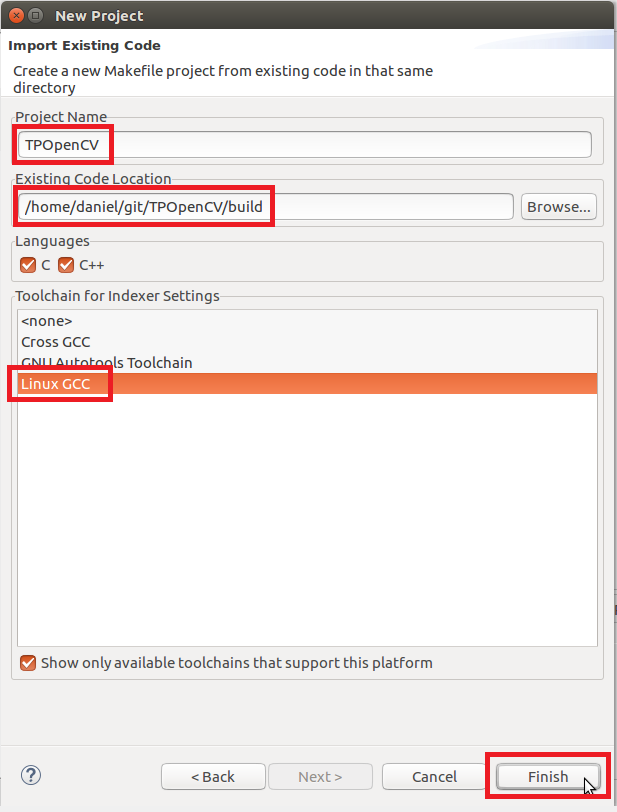 New Project
Import Existing Code
Create a new Makefile project from existing code in that same
directory
Project Name
TPOpenCV
Existing Code Location
/home/daniel/git/TPOpenCV/build
Browse...
Languages
C
C++
Toolchain for Indexer Settings
<none>
Cross GCC
GNU Autotools Toolchain
Linux GCC
Show only available toolchains that support this platform
?
< Back
Next >
Cancel
Finish